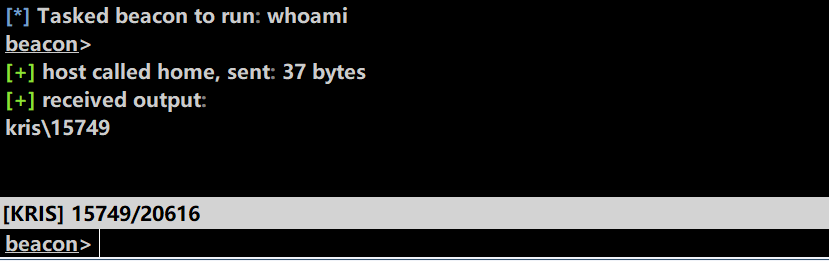 [*] Tasked beacon to run: whoami
beacon>
[+] host called home, sent: 37 bytes
[+] received output:
kris\15749
[KRIS] 15749/20616
beacon>